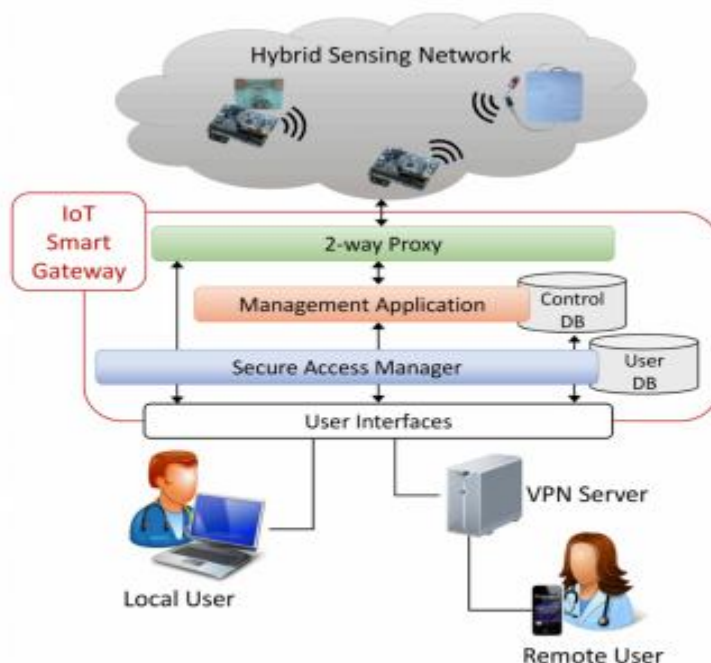 Hybrid Sensing Network
IoT
Smart
Gateway
2-way Proxy
Management Application
Control
DB
Secure Access Manager
User
DB
User Interfaces
VPN Server
Local User
Remote User